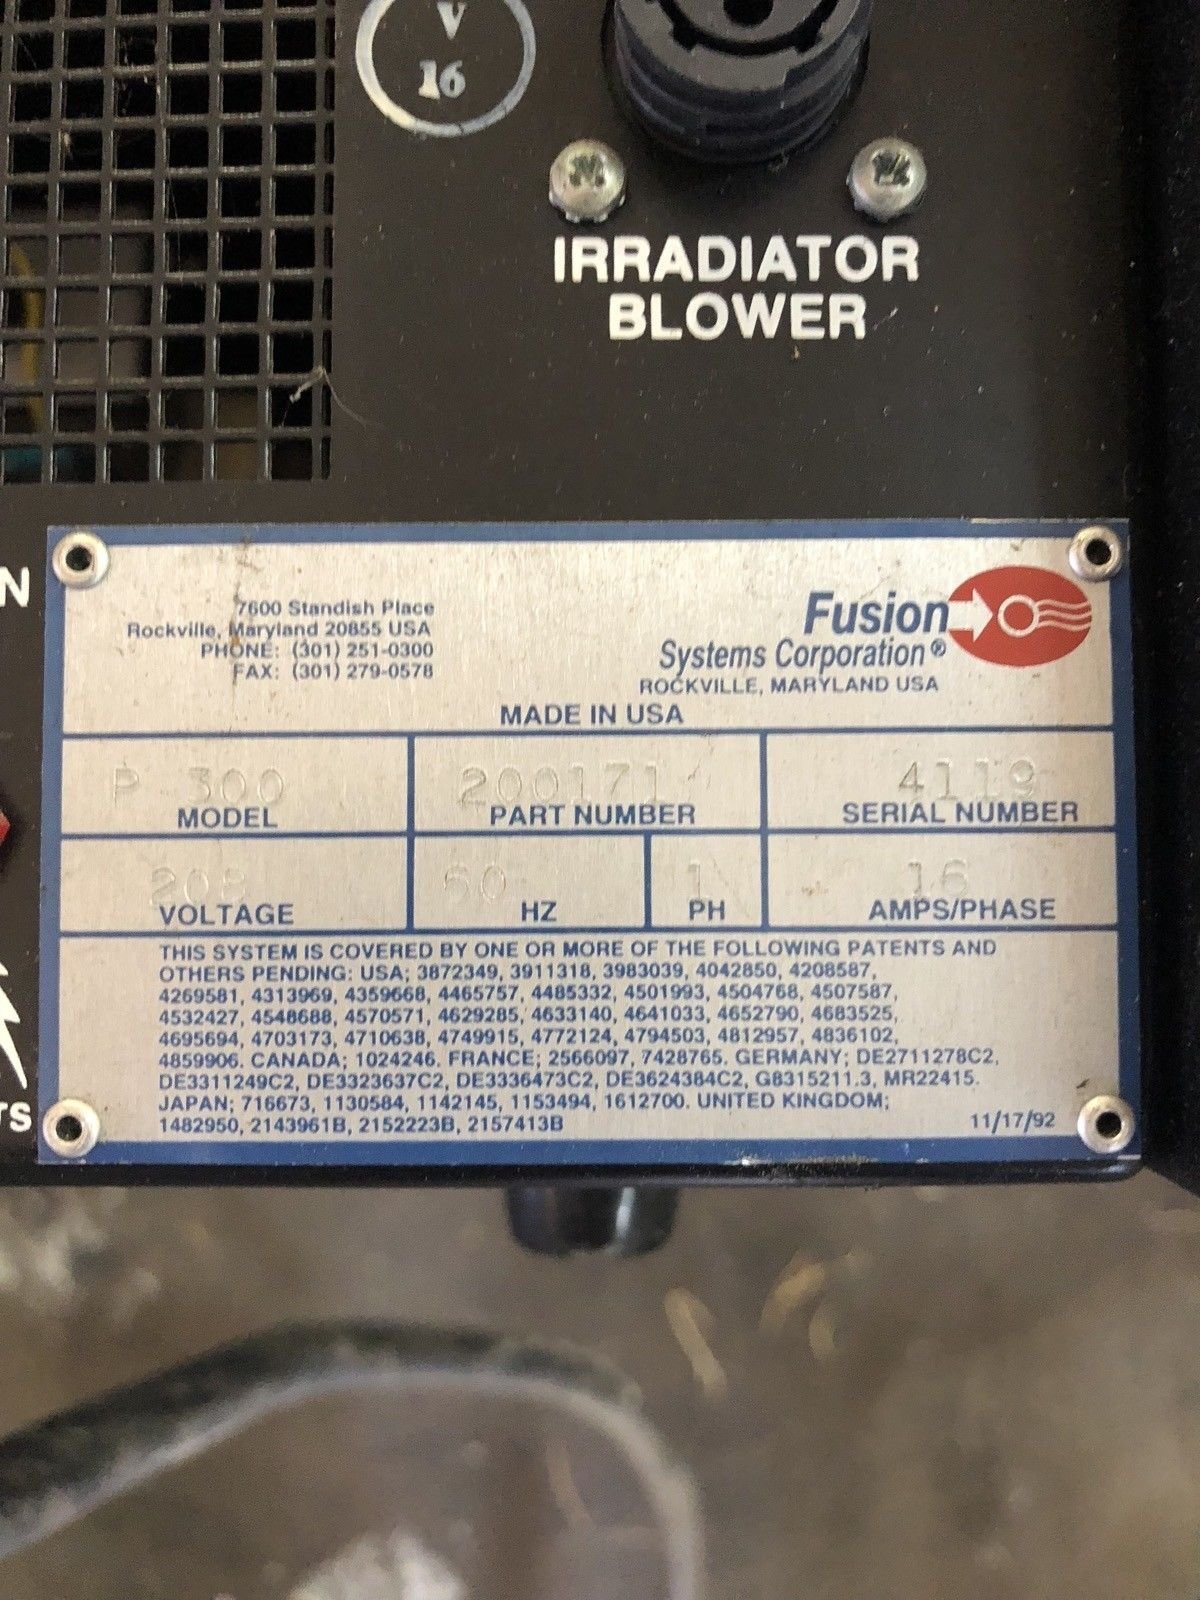 V
16
IRRADIATOR
BLOWER
N
7600 Standish Place
Rockville, Maryland 20855 USA
PHONE: (301) 251-0300
FAX: (301) 279-0578
Fusion
Systems Corporation®
ROCKVILLE, MARYLAND USA
MADE IN USA
P 300
MODEL
200171
PART NUMBER
4119
SERIAL NUMBER
208
VOLTAGE
60
HZ
1
PH
16
AMPS/PHASE
THIS SYSTEM IS COVERED BY ONE OR MORE OF THE FOLLOWING PATENTS AND
OTHERS PENDING: USA; 3872349, 3911318, 3983039, 4042850, 4208587,
4269581, 4313969, 4359668, 4465757, 4485332, 4501993, 4504768, 4507587,
4532427, 4548688, 4570571, 4629285, 4633140, 4641033, 4652790, 4683525,
4695694, 4703173, 4710638, 4749915, 4772124, 4794503, 4812957, 4836102,
4859906. CANADA; 1024246. FRANCE; 2566097, 7428765. GERMANY; DE2711278C2,
DE3311249C2, DE3323637C2, DE3336473C2, DE3624384C2, G8315211.3, MR22415.
JAPAN; 716673, 1130584, 1142145, 1153494, 1612700. UNITED KINGDOM;
1482950, 2143961B, 2152223B, 2157413B
11/17/92
TS